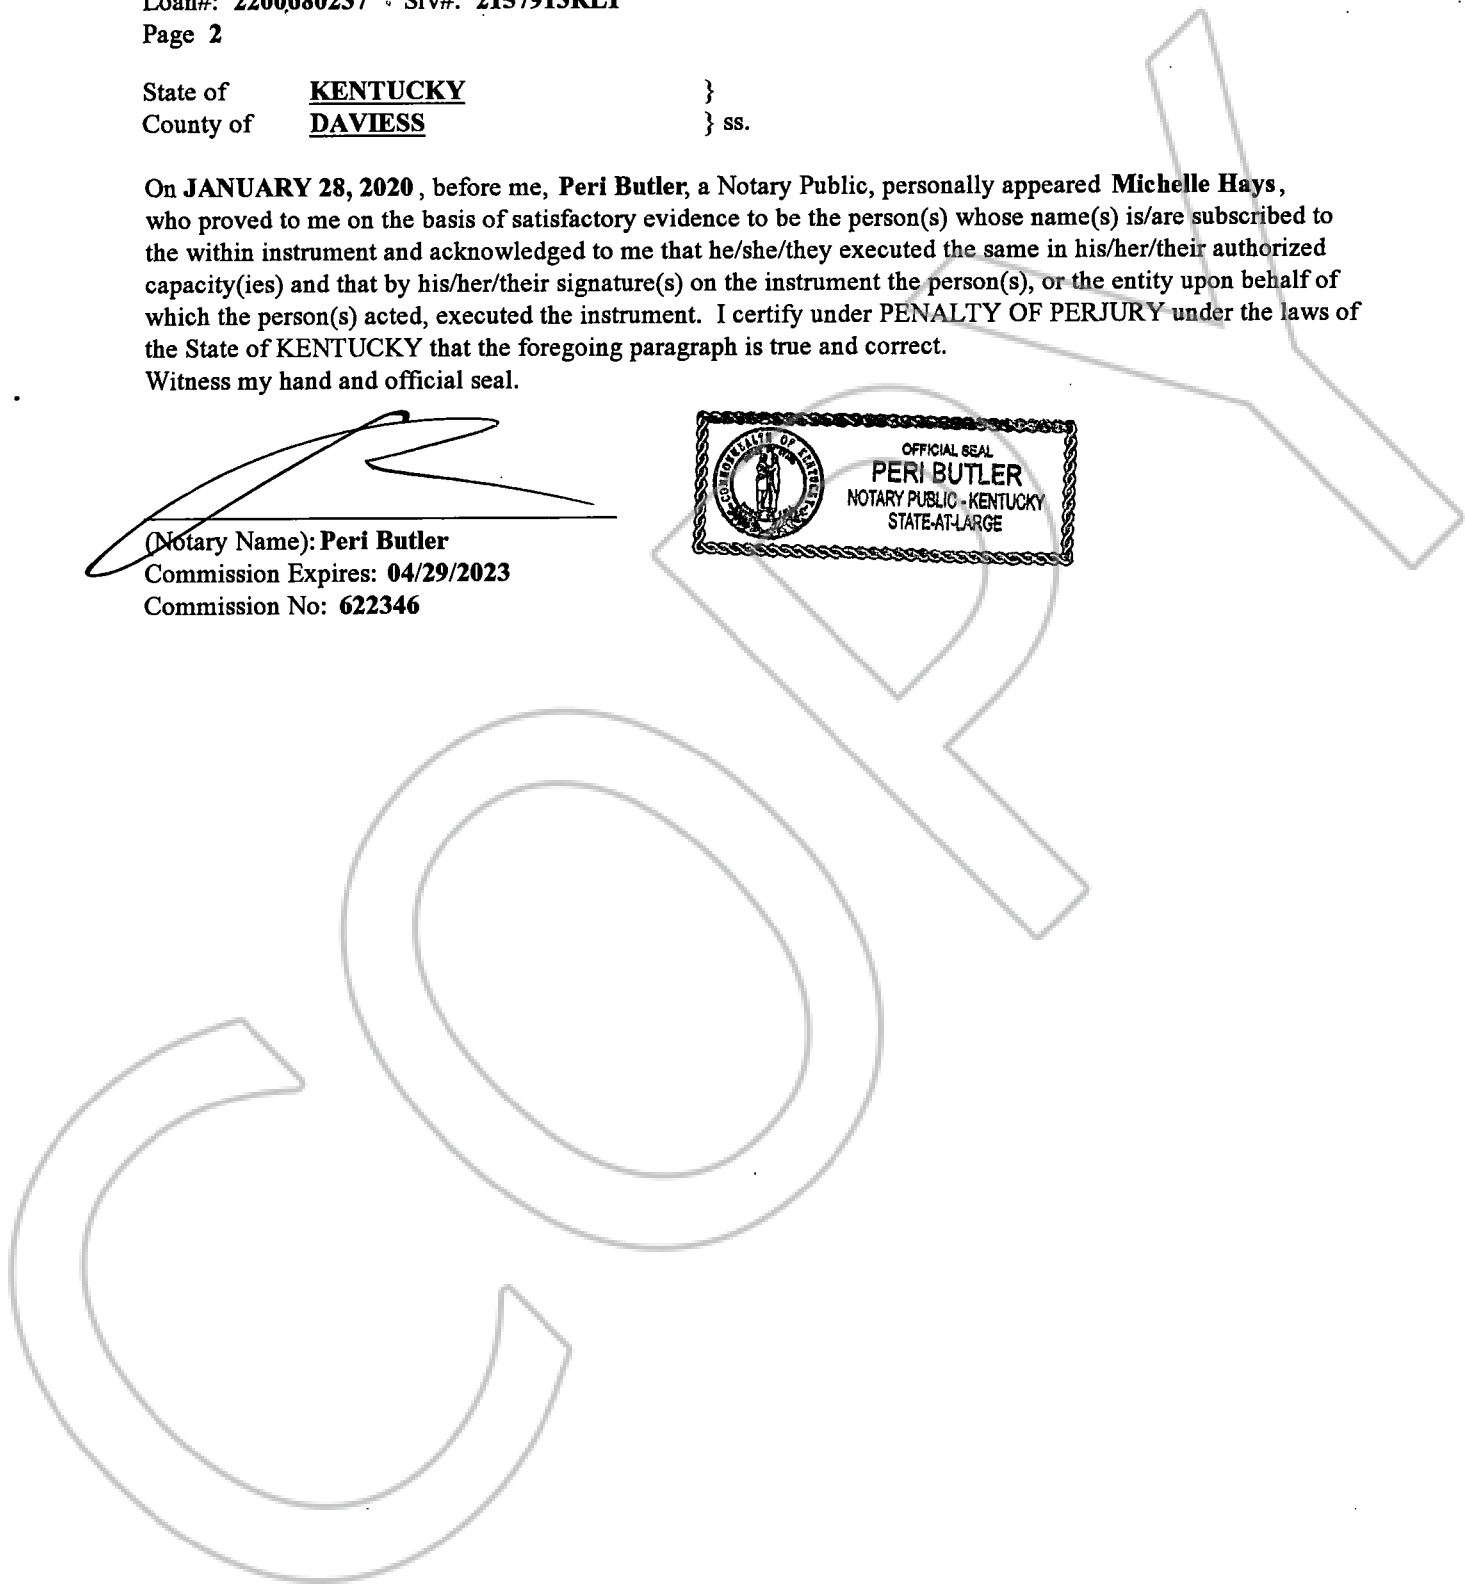 Page 2
State of KENTUCKY }
County of DAVIESS } ss.
On JANUARY 28, 2020 , before me, Peri Butler, a Notary Public, personally appeared Michelle Hays,
who proved to me on the basis of satisfactory evidence to be the person(s) whose name(s) is/are subscribed to
the within instrument and acknowledged to me that he/she/they executed the same in his/her/their authorized
capacity(ies) and that by his/her/their signature(s) on the instrument the person(s), or the entity upon behalf of
which the person(s) acted, executed the instrument. I certify under PENALTY OF PERJURY under the laws of
the State of KENTUCKY that the foregoing paragraph is true and correct.
Witness my hand and official seal.
COMMONWEALTH OF KENTUCKY
OFFICIAL SEAL
PERI BUTLER
NOTARY PUBLIC - KENTUCKY
STATE-AT-LARGE
(Notary Name): Peri Butler
Commission Expires: 04/29/2023
Commission No: 622346
COPY